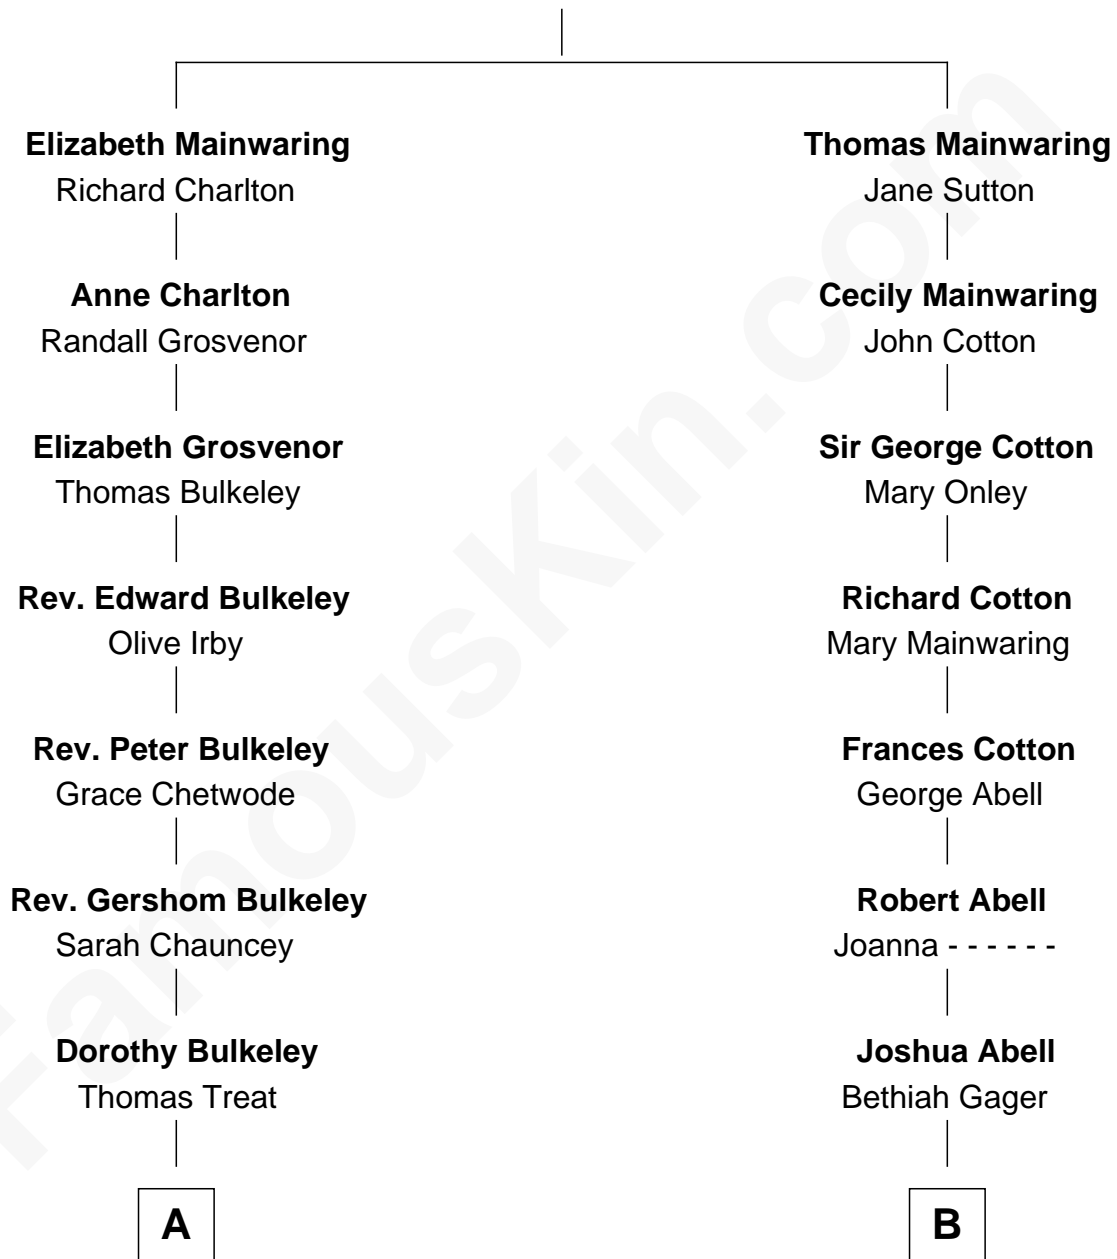 Elizabeth Mainwaring
Richard Charlton
Anne Charlton
Randall Grosvenor
Elizabeth Grosvenor
Thomas Bulkeley
Rev. Edward Bulkeley
Olive Irby
Rev. Peter Bulkeley
Grace Chetwode
Rev. Gershom Bulkeley
Sarah Chauncey
Dorothy Bulkeley
Thomas Treat
A
Thomas Mainwaring
Jane Sutton
Cecily Mainwaring
John Cotton
Sir George Cotton
Mary Onley
Richard Cotton
Mary Mainwaring
Frances Cotton
George Abell
Robert Abell
Joanna - - - - - -
Joshua Abell
Bethiah Gager
B
FamousKin.com